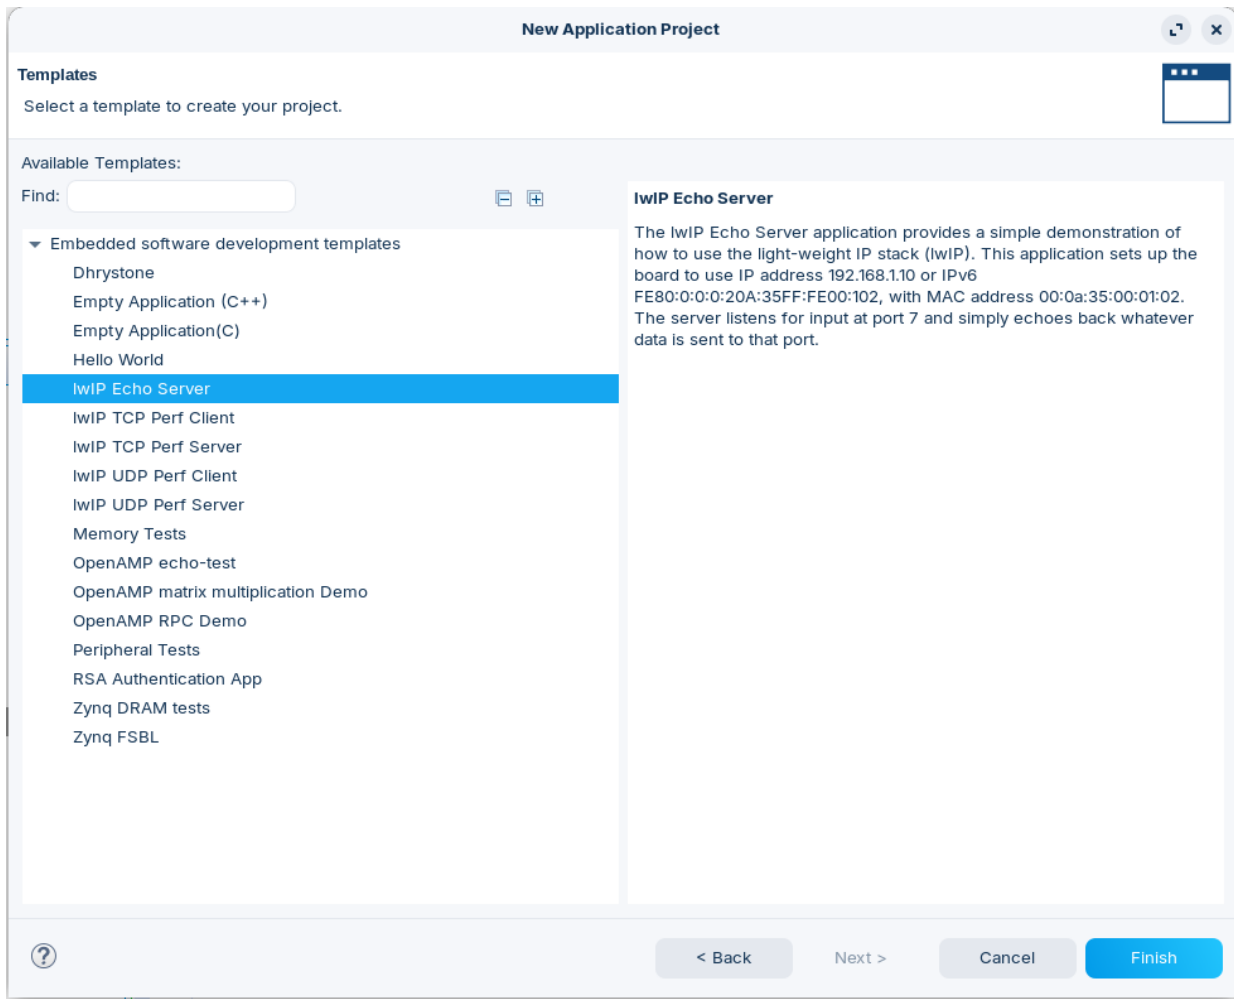 New Application Project
Templates
Select a template to create your project.
Available Templates:
Find:
Embedded software development templates
Dhrystone
Empty Application (C++)
Empty Application(C)
Hello World
lwIP Echo Server
lwIP TCP Perf Client
lwIP TCP Perf Server
lwIP UDP Perf Client
lwIP UDP Perf Server
Memory Tests
OpenAMP echo-test
OpenAMP matrix multiplication Demo
OpenAMP RPC Demo
Peripheral Tests
RSA Authentication App
Zynq DRAM tests
Zynq FSBL
lwIP Echo Server
The lwIP Echo Server application provides a simple demonstration of
how to use the light-weight IP stack (lwIP). This application sets up the
board to use IP address 192.168.1.10 or IPv6
FE80:0:0:0:20A:35FF:FE00:102, with MAC address 00:0a:35:00:01:02.
The server listens for input at port 7 and simply echoes back whatever
data is sent to that port.
?
< Back
Next >
Cancel
Finish